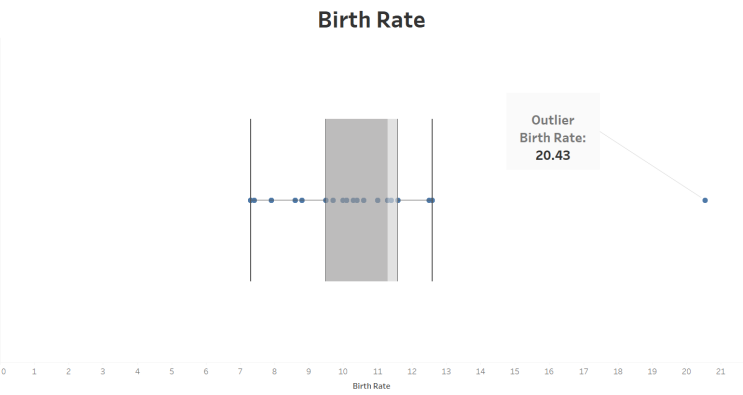 Birth Rate
Outlier
Birth Rate:
20.43
0 1 2 3 4 5 6 7 8 9 10 11 12 13 14 15 16 17 18 19 20 21
Birth Rate